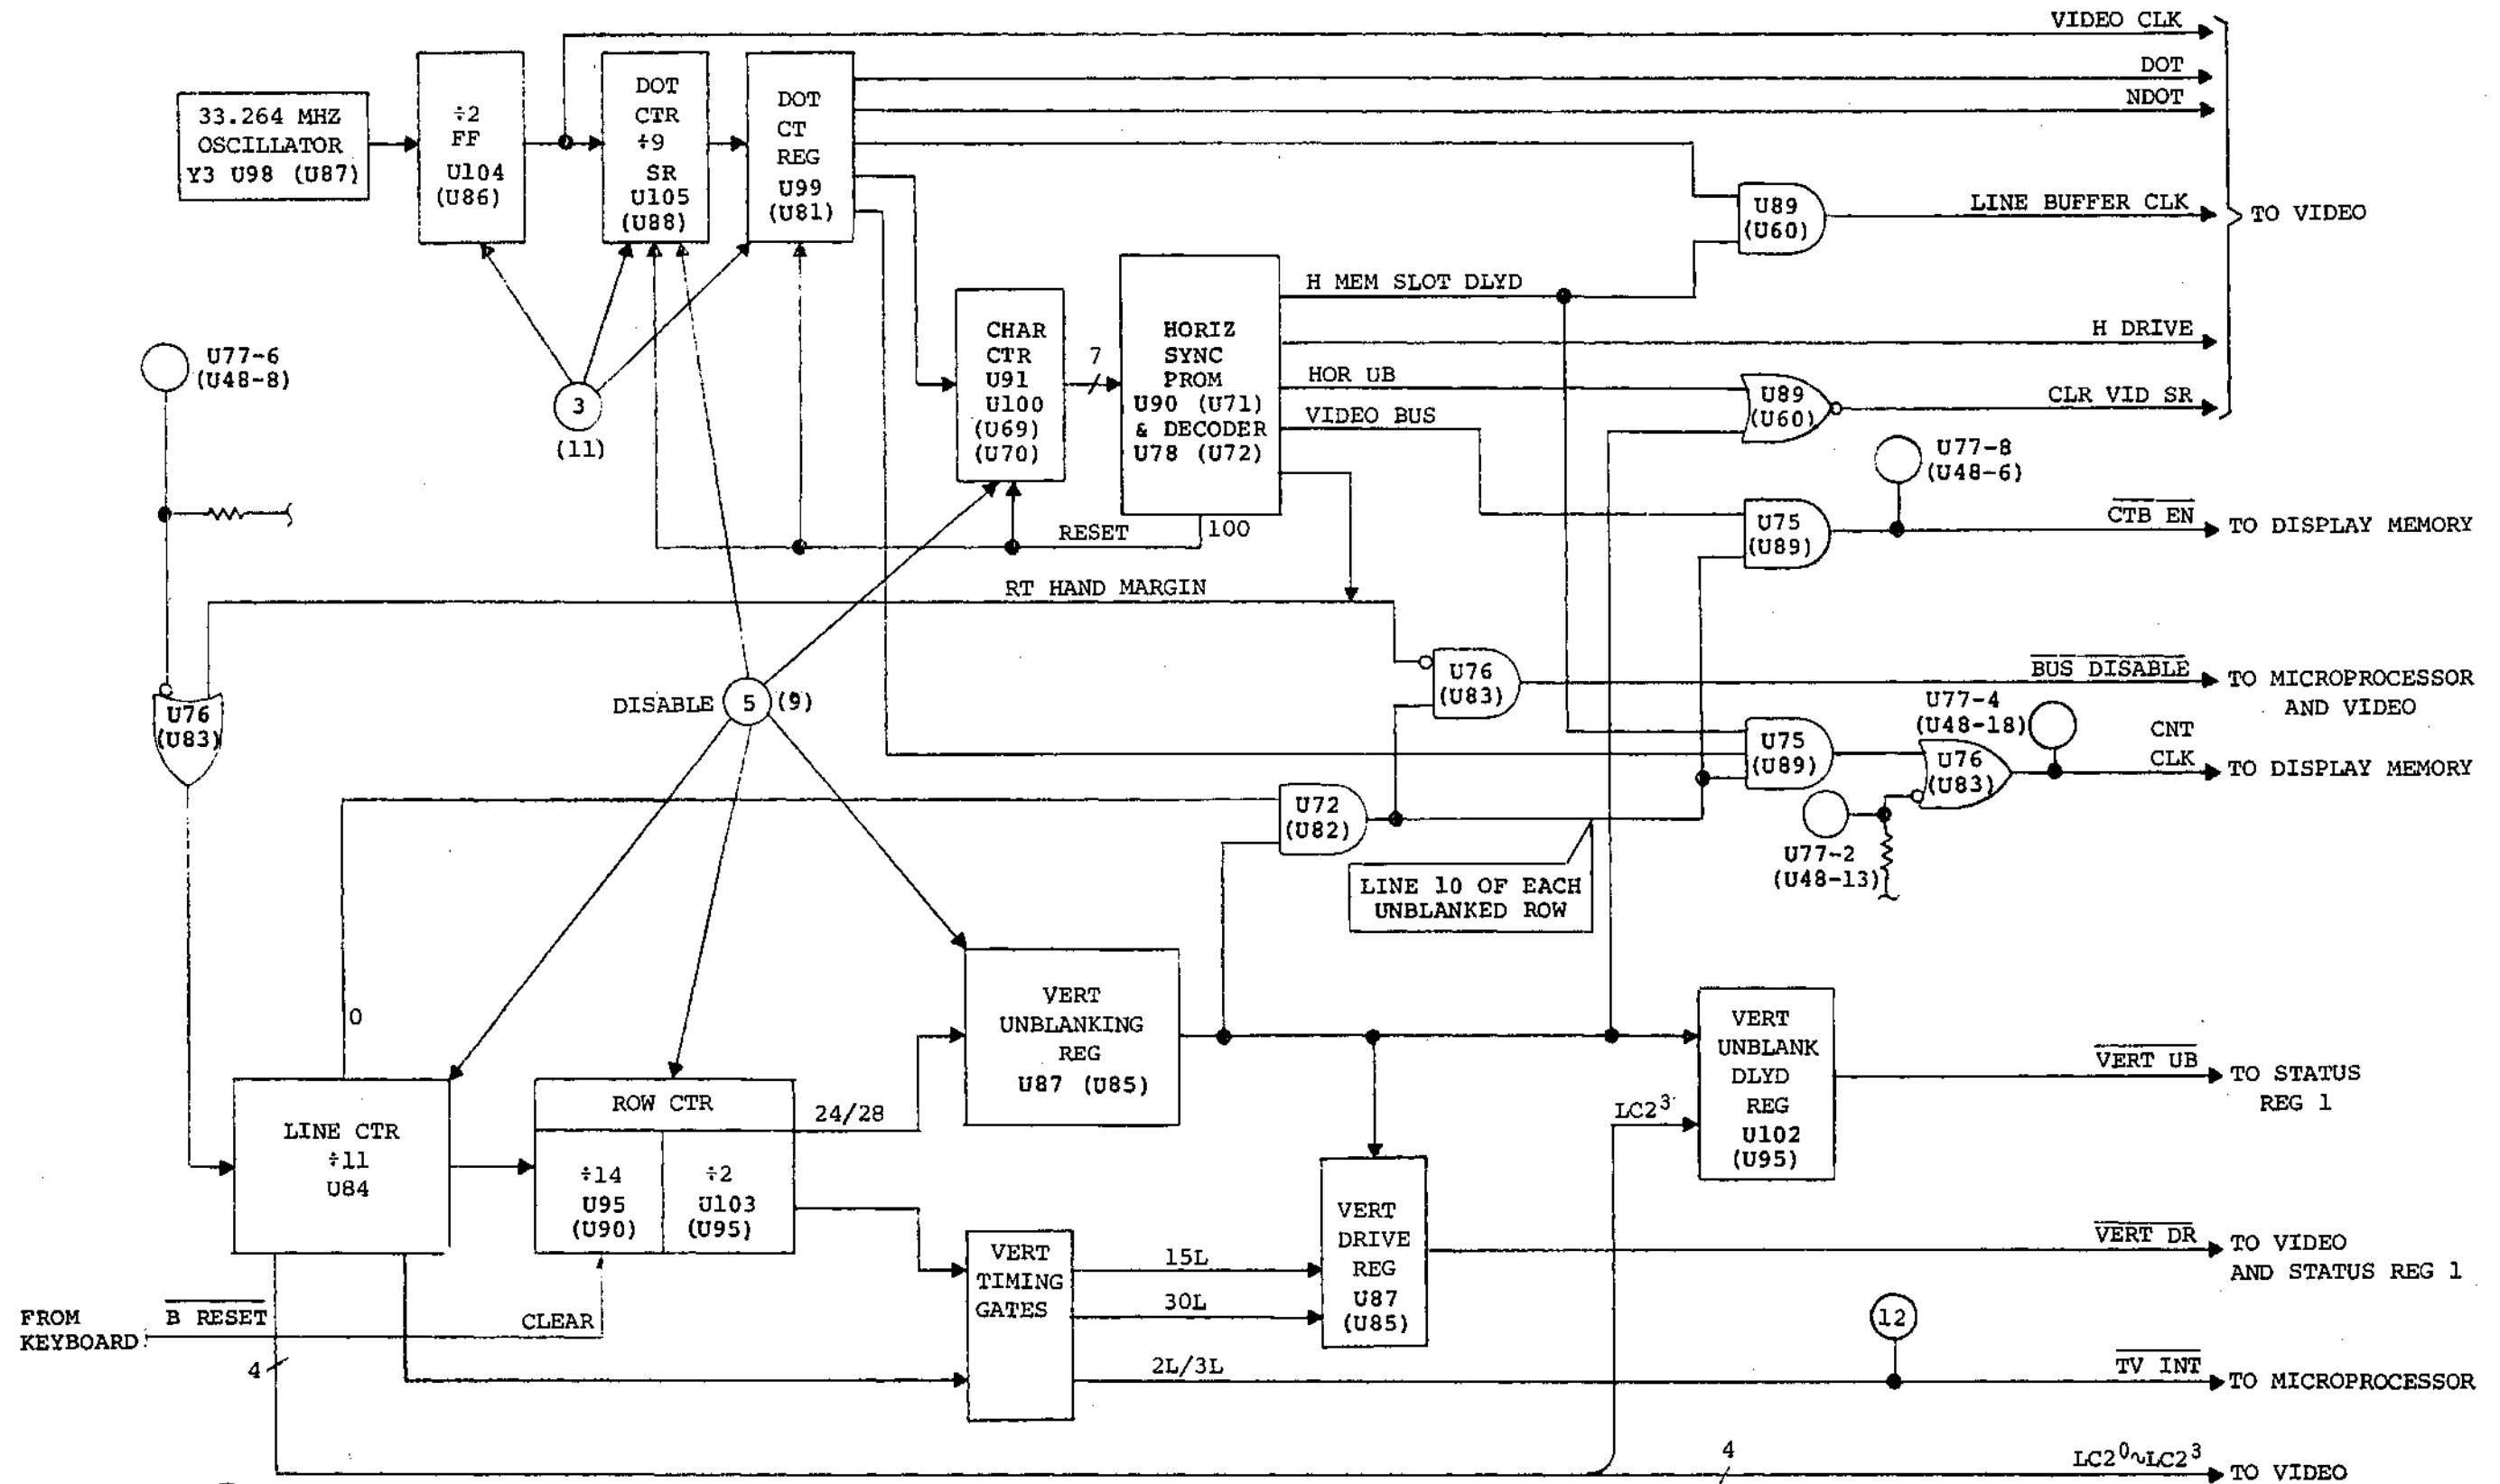 VIDEO CLK
DOT
NDOT
33.264 MHZ
OSCILLATOR
Y3 U98 (U87)
÷2
FF
U104
(U86)
DOT
CTR
÷9
SR
U105
(U88)
DOT
CT
REG
U99
(U81)
U89
(U60)
LINE BUFFER CLK
TO VIDEO
H MEM SLOT DLYD
H DRIVE
HOR UB
VIDEO BUS
U89
(U60)
CLR VID SR
U77-6
(U48-8)
3
(11)
CHAR
CTR
U91
U100
(U69)
(U70)
7
HORIZ
SYNC
PROM
U90 (U71)
& DECODER
U78 (U72)
U77-8
(U48-6)
U75
(U89)
CTB EN
TO DISPLAY MEMORY
RESET
100
RT HAND MARGIN
U76
(U83)
BUS DISABLE
TO MICROPROCESSOR
AND VIDEO
DISABLE
5
(9)
U76
(U83)
U77-4
(U48-18)
CNT
CLK
TO DISPLAY MEMORY
U75
(U89)
U76
(U83)
U72
(U82)
U77-2
(U48-13)
LINE 10 OF EACH
UNBLANKED ROW
0
VERT
UNBLANKING
REG
U87 (U85)
VERT
UNBLANK
DLYD
REG
U102
(U95)
VERT UB
TO STATUS
REG 1
LC2³
LINE CTR
÷11
U84
ROW CTR
÷14
U95
(U90)
÷2
U103
(U95)
24/28
VERT
TIMING
GATES
15L
30L
2L/3L
VERT
DRIVE
REG
U87
(U85)
VERT DR
TO VIDEO
AND STATUS REG 1
FROM
KEYBOARD
B RESET
CLEAR
4
12
TV INT
TO MICROPROCESSOR
4
LC2⁰~LC2³
TO VIDEO